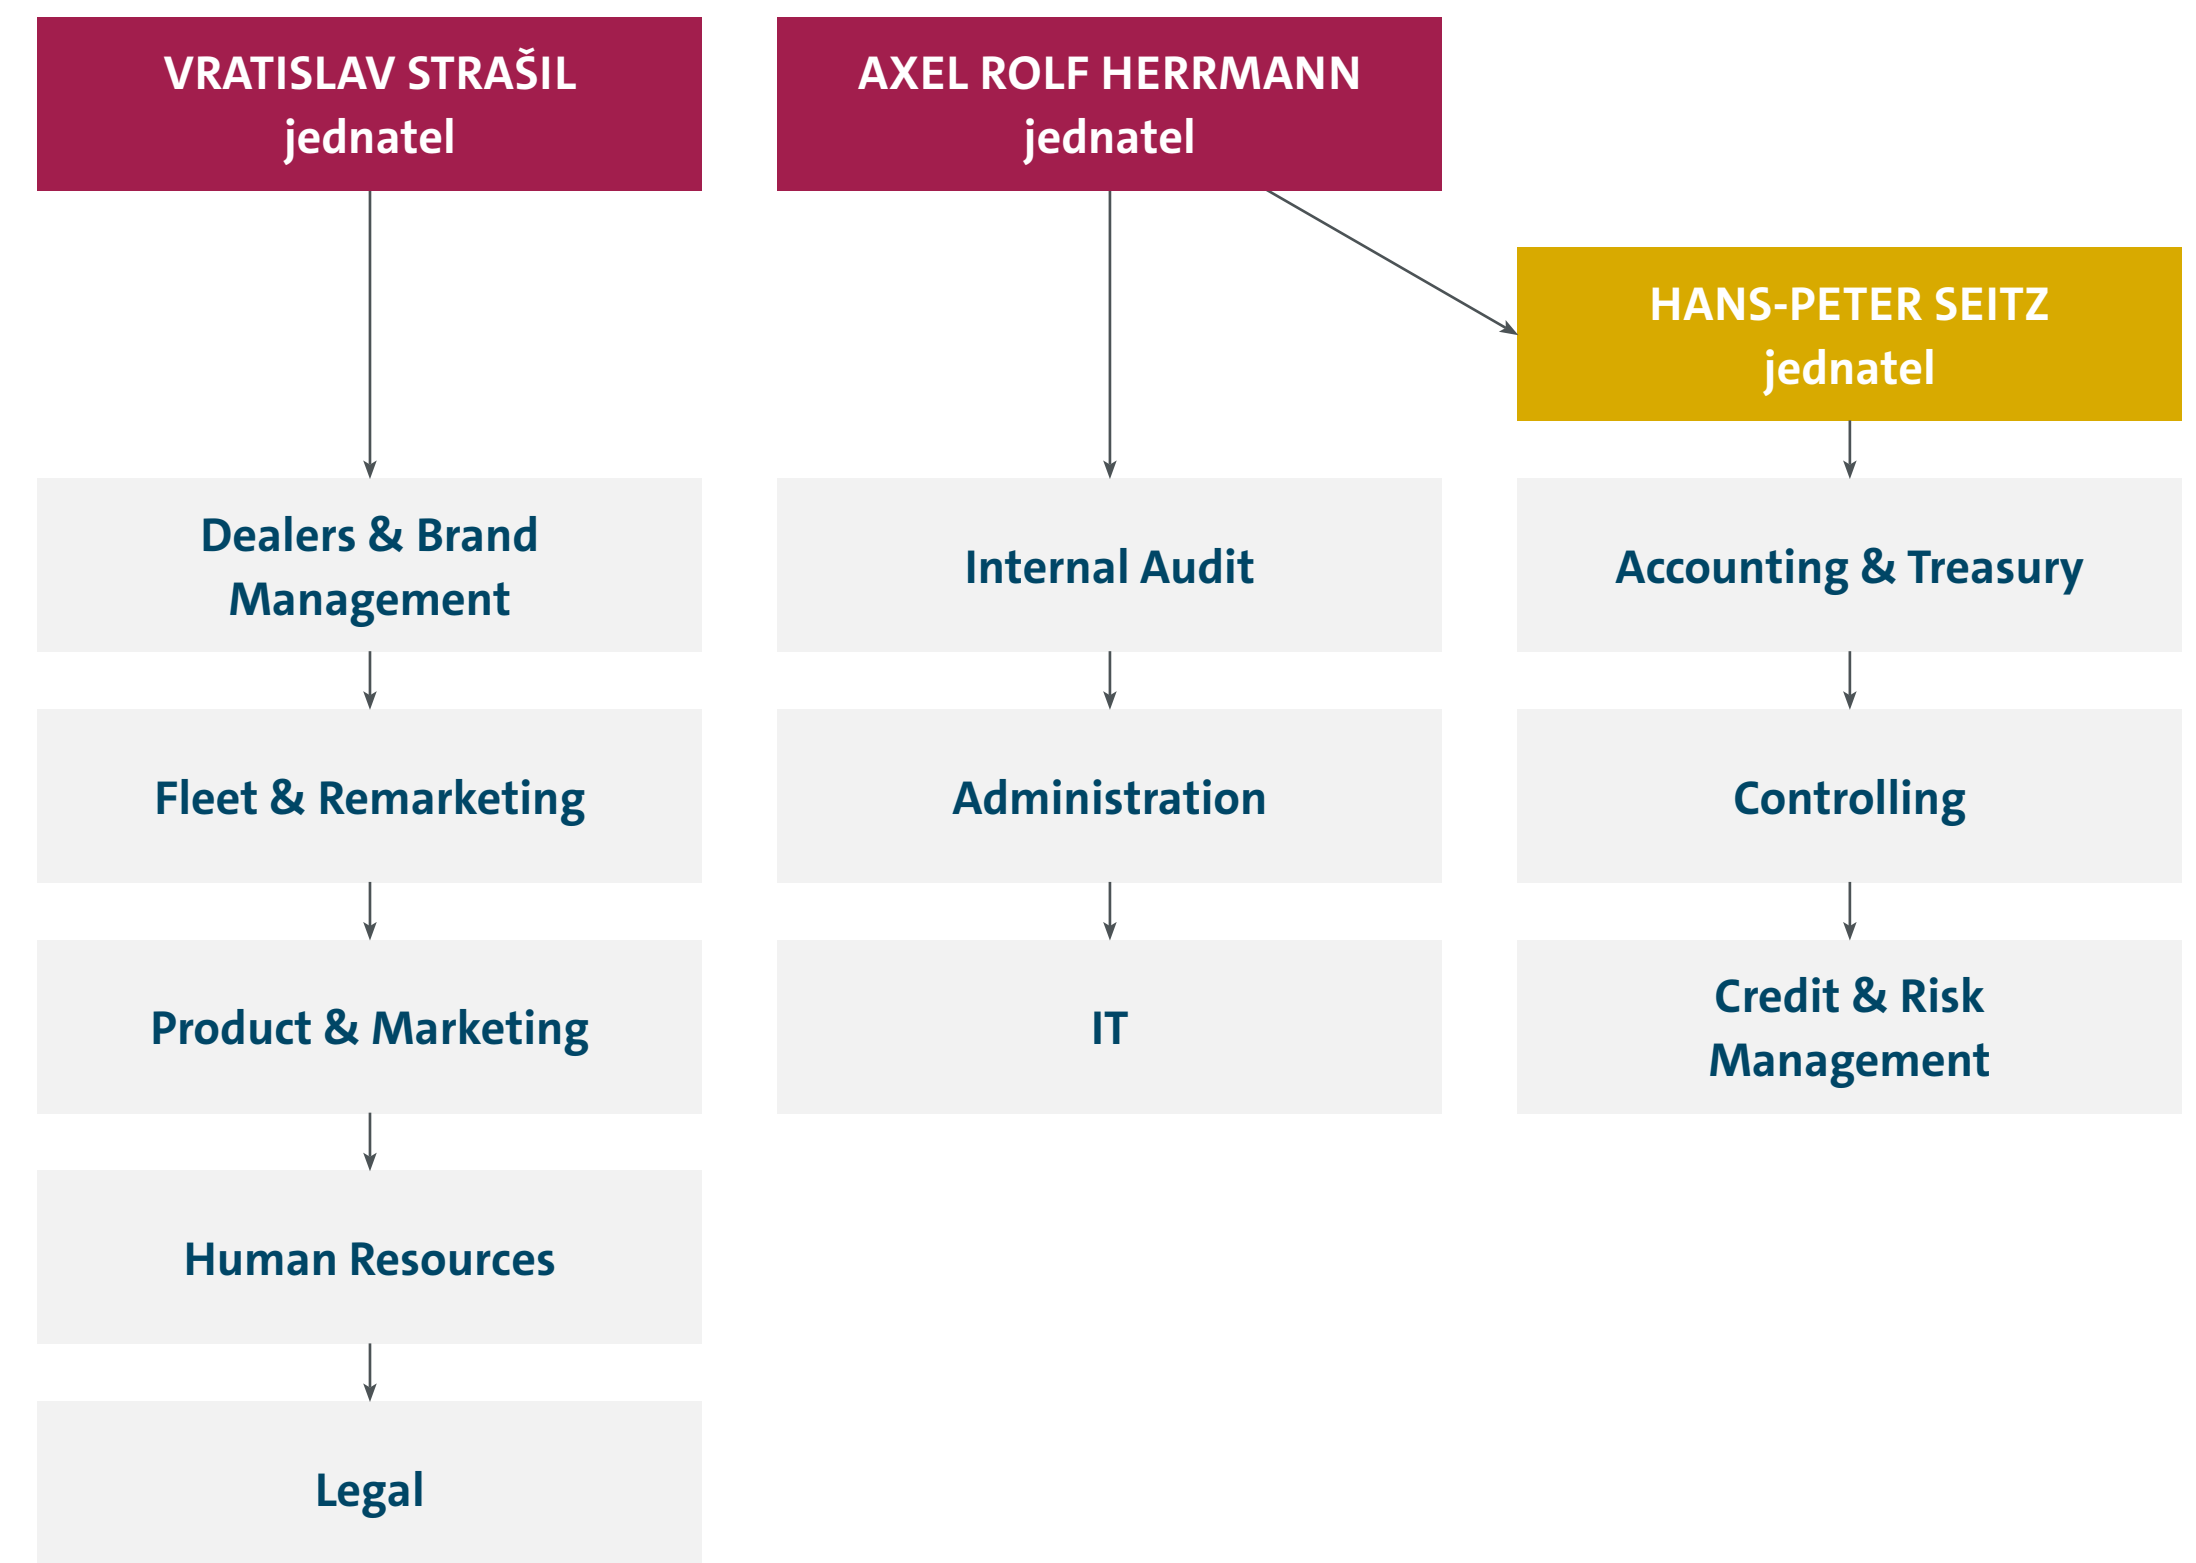 VRATISLAV STRAŠIL
jednatel
AXEL ROLF HERRMANN
jednatel
HANS-PETER SEITZ
jednatel
Dealers & Brand
Management
Internal Audit
Accounting & Treasury
Fleet & Remarketing
Administration
Controlling
Product & Marketing
IT
Credit & Risk
Management
Human Resources
Legal